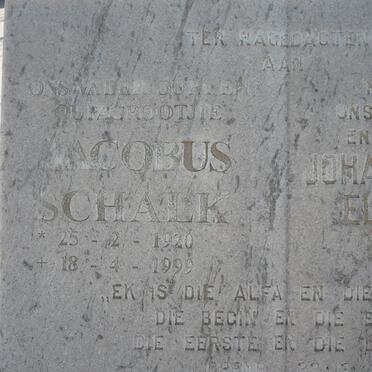 TER NAGEDAGTENIS
AAN
ONS VADER OUPA EN
OUPAGROOTJIE
ONS
EN
JACOBUS
JOHA
SCHALK
EL
* 25 - 2 - 1920
+ 18 - 4 - 1999
„EK IS DIE ALFA EN DIE
DIE BEGIN EN DIE
DIE EERSTE EN DIE